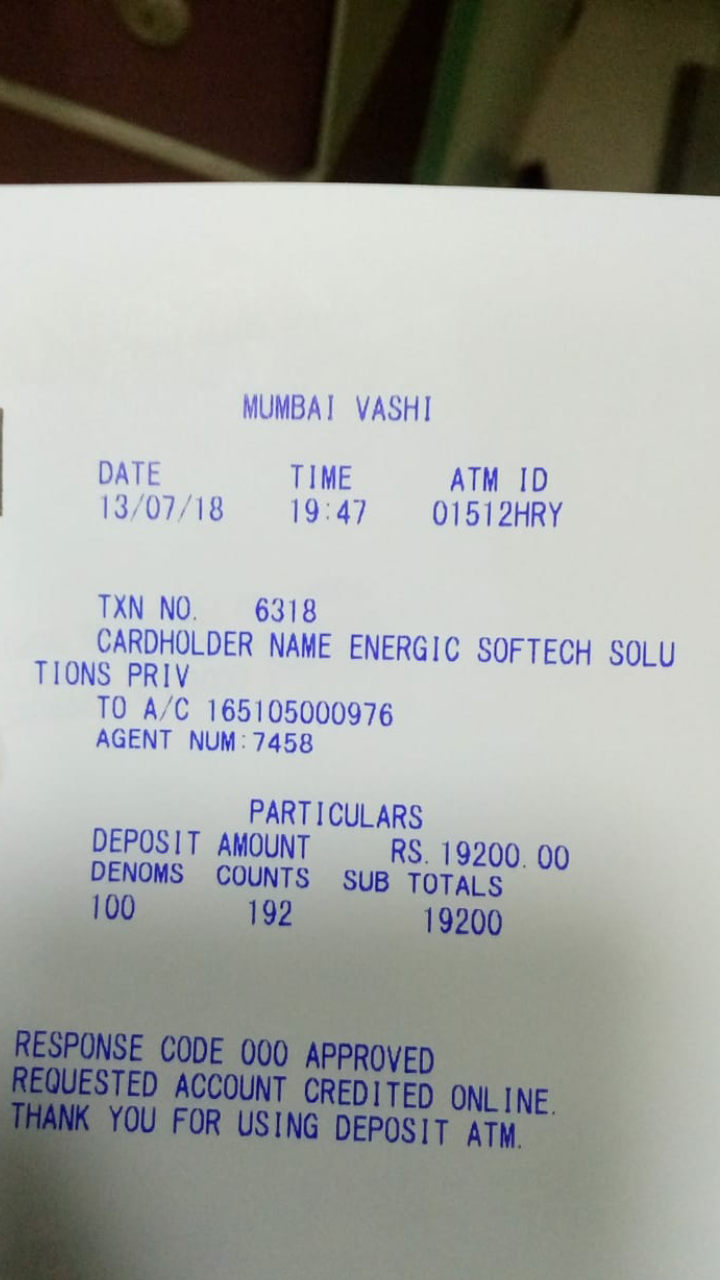 MUMBAI VASHI
DATE TIME ATM ID
13/07/18 19:47 01512HRY
TXN NO. 6318
CARDHOLDER NAME ENERGIC SOFTECH SOLU
TIONS PRIV
TO A/C 165105000976
AGENT NUM:7458
PARTICULARS
DEPOSIT AMOUNT RS. 19200.00
DENOMS COUNTS SUB TOTALS
100 192 19200
RESPONSE CODE 000 APPROVED
REQUESTED ACCOUNT CREDITED ONLINE.
THANK YOU FOR USING DEPOSIT ATM.